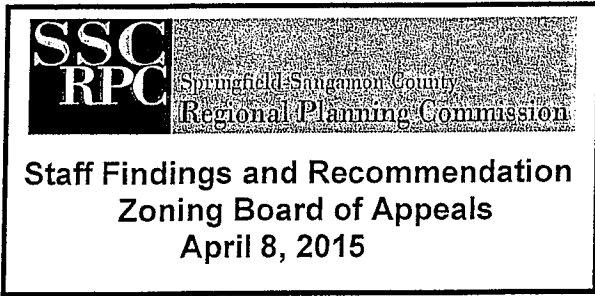 SSC
RPC
Springfield-Sangamon County
Regional Planning Commission
Staff Findings and Recommendation
Zoning Board of Appeals
April 8, 2015